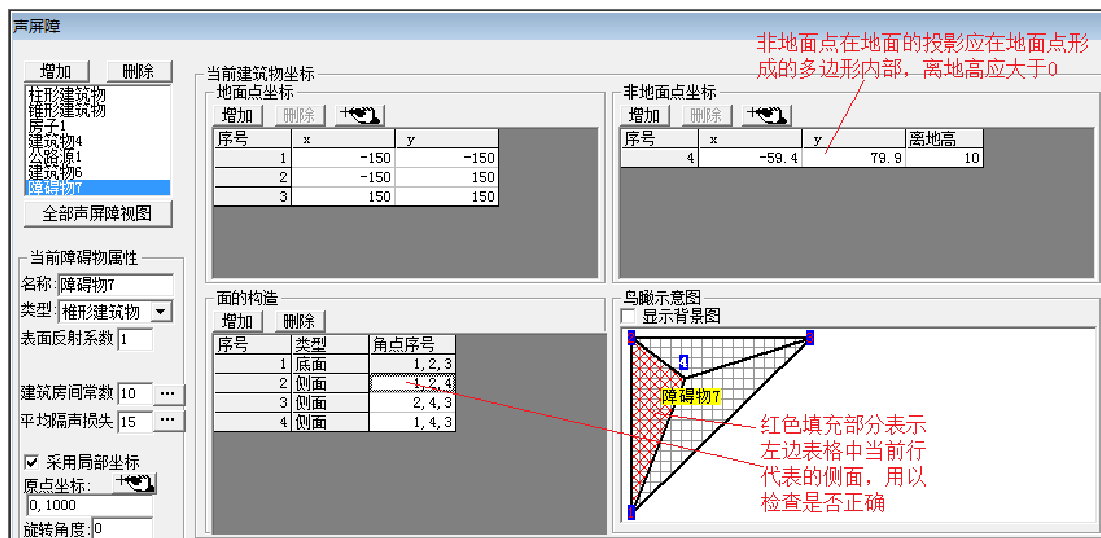 声屏障
非地面点在地面的投影应在地面点形
成的多边形内部，离地高应大于0
增加 删除
柱形建筑物
锥形建筑物
房子1
建筑物4
公路源1
建筑物6
障碍物7
全部声屏障视图
当前障碍物属性
名称: 障碍物7
类型: 椎形建筑物
表面反射系数 1
建筑房间常数 10 ...
平均隔声损失 15 ...
采用局部坐标
原点坐标:
0,1000
旋转角度: 0
当前建筑物坐标
地面点坐标
增加 删除
序号 x y
1 -150 -150
2 -150 150
3 150 150
非地面点坐标
增加 删除
序号 x y 离地高
4 -59.4 79.9 10
面的构造
增加 删除
序号 类型 角点序号
1 底面 1,2,3
2 侧面 1,2,4
3 侧面 2,4,3
4 侧面 1,4,3
鸟瞰示意图
显示背景图
2 3
4
障碍物7
1
红色填充部分表示
左边表格中当前行
代表的侧面，用以
检查是否正确